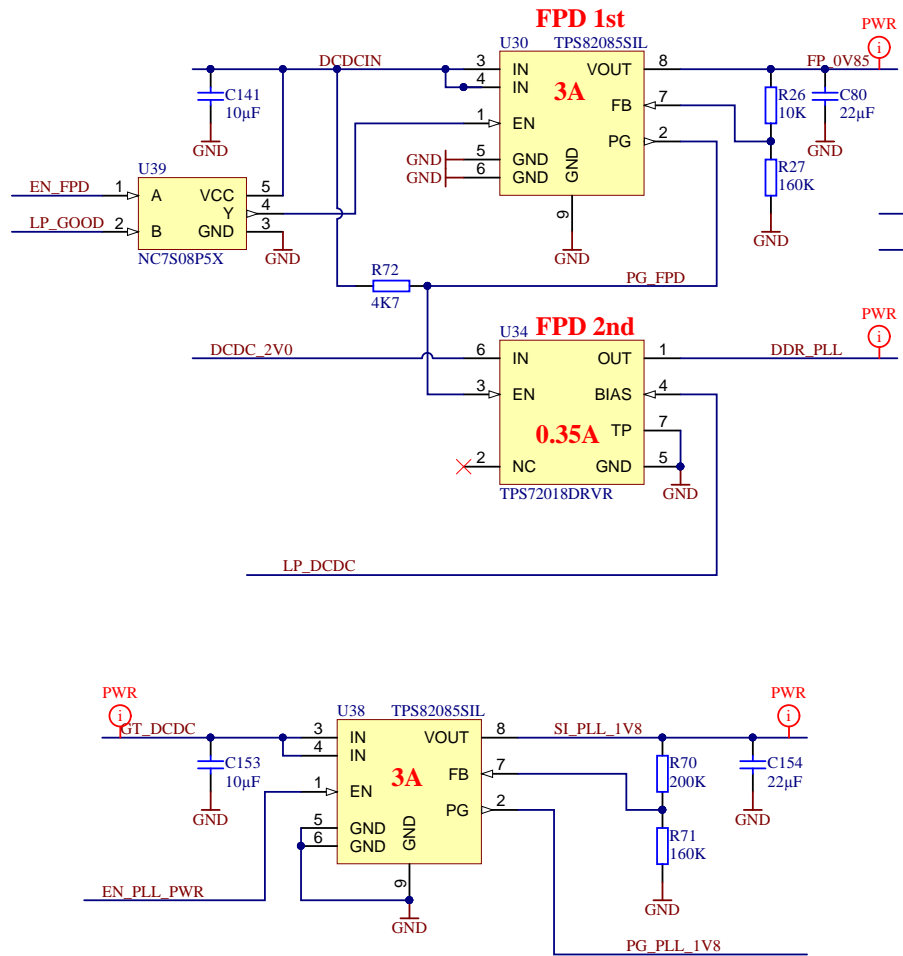 FPD 1st
PWR
U30 TPS82085SIL
DCDCIN
3 IN VOUT 8
FP_0V85
4 IN
3A
C141
10µF
GND
FB 7
R26
10K
C80
22µF
GND
1 EN
PG 2
5 GND
6 GND
GND
GND
GND
9
GND
R27
160K
GND
U39
EN_FPD
1 A VCC 5
Y 4
LP_GOOD
2 B GND 3
NC7S08P5X
GND
R72
4K7
PG_FPD
U34 FPD 2nd
PWR
DCDC_2V0
6 IN OUT 1
DDR_PLL
3 EN BIAS 4
0.35A
TP 7
2 NC GND 5
TPS72018DRVR
GND
LP_DCDC
PWR
U38 TPS82085SIL
PWR
GT_DCDC
3 IN VOUT 8
SI_PLL_1V8
4 IN
3A
C153
10µF
GND
FB 7
R70
200K
C154
22µF
GND
1 EN
PG 2
5 GND
6 GND
GND
9
GND
R71
160K
GND
EN_PLL_PWR
PG_PLL_1V8